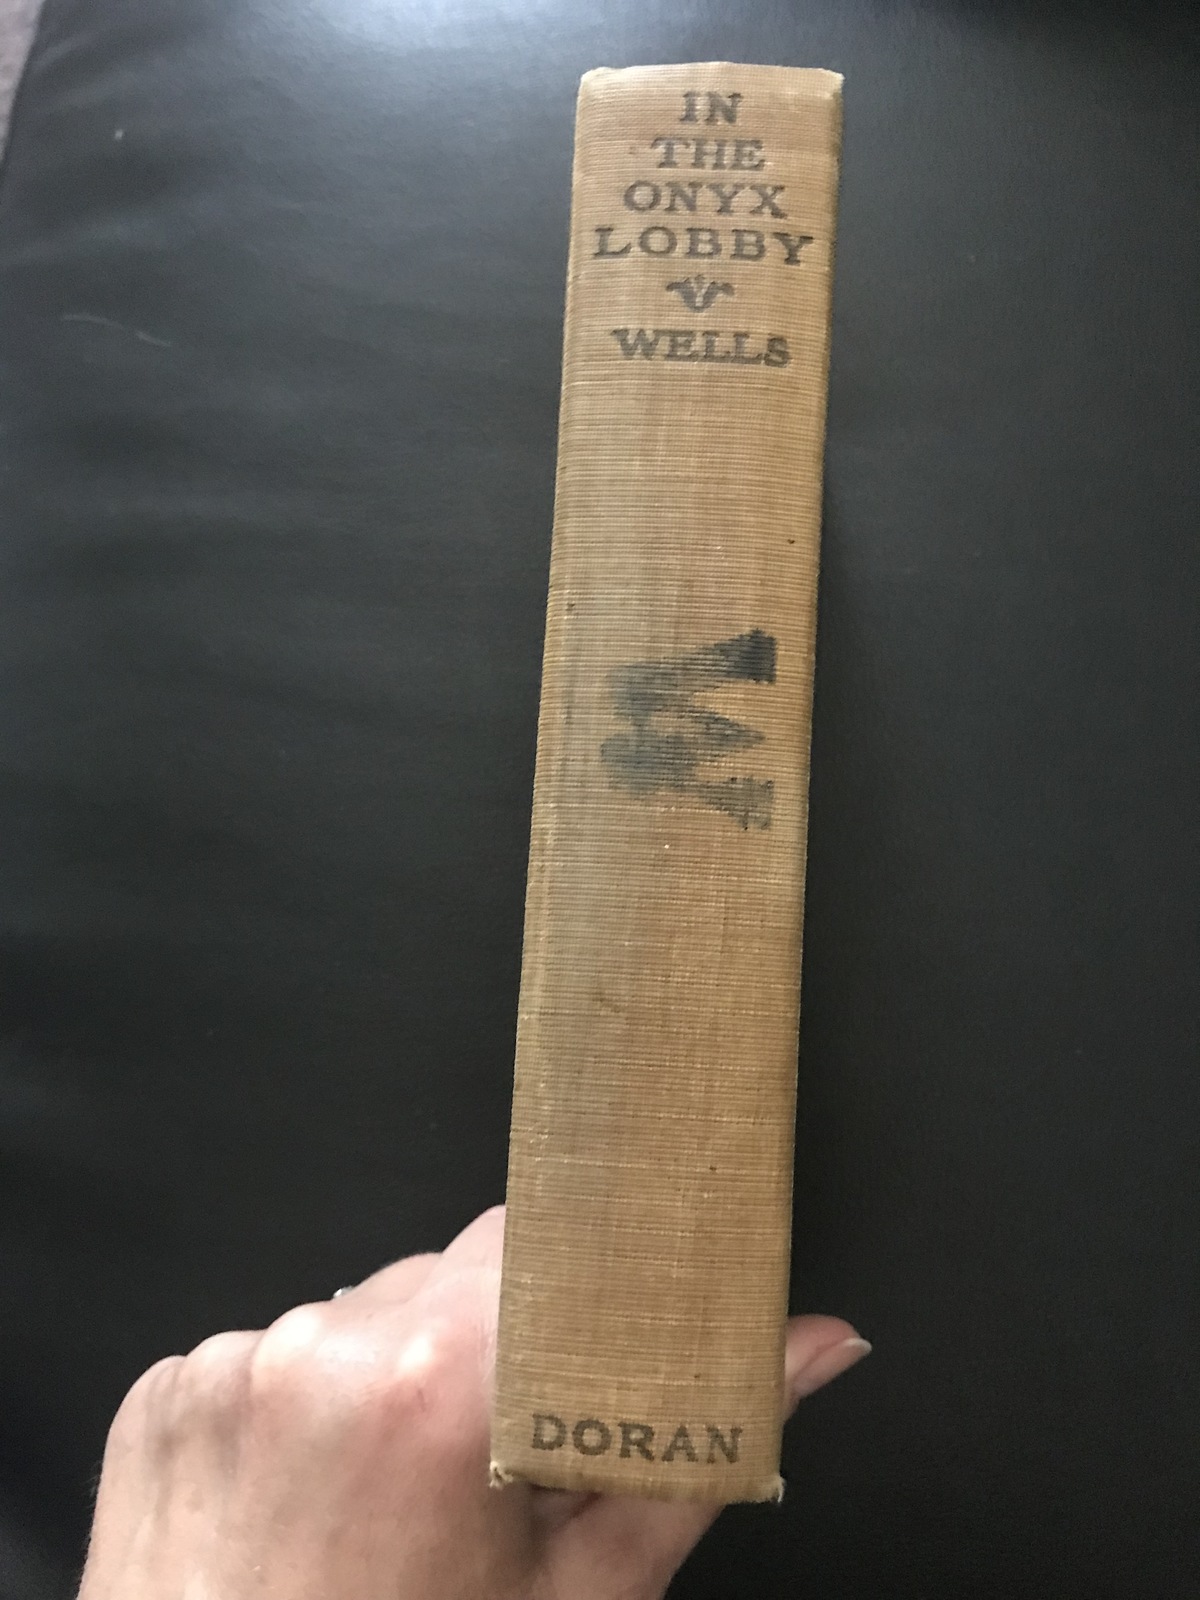 IN
THE
ONYX
LOBBY
WELLS
DORAN